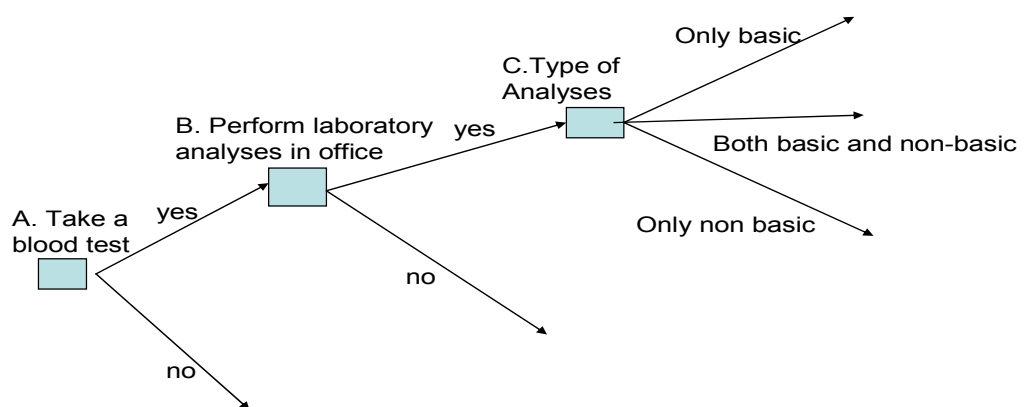 Only basic
C.Type of
Analyses
B. Perform laboratory
analyses in office
yes
Both basic and non-basic
A. Take a
blood test
yes
Only non basic
no
no